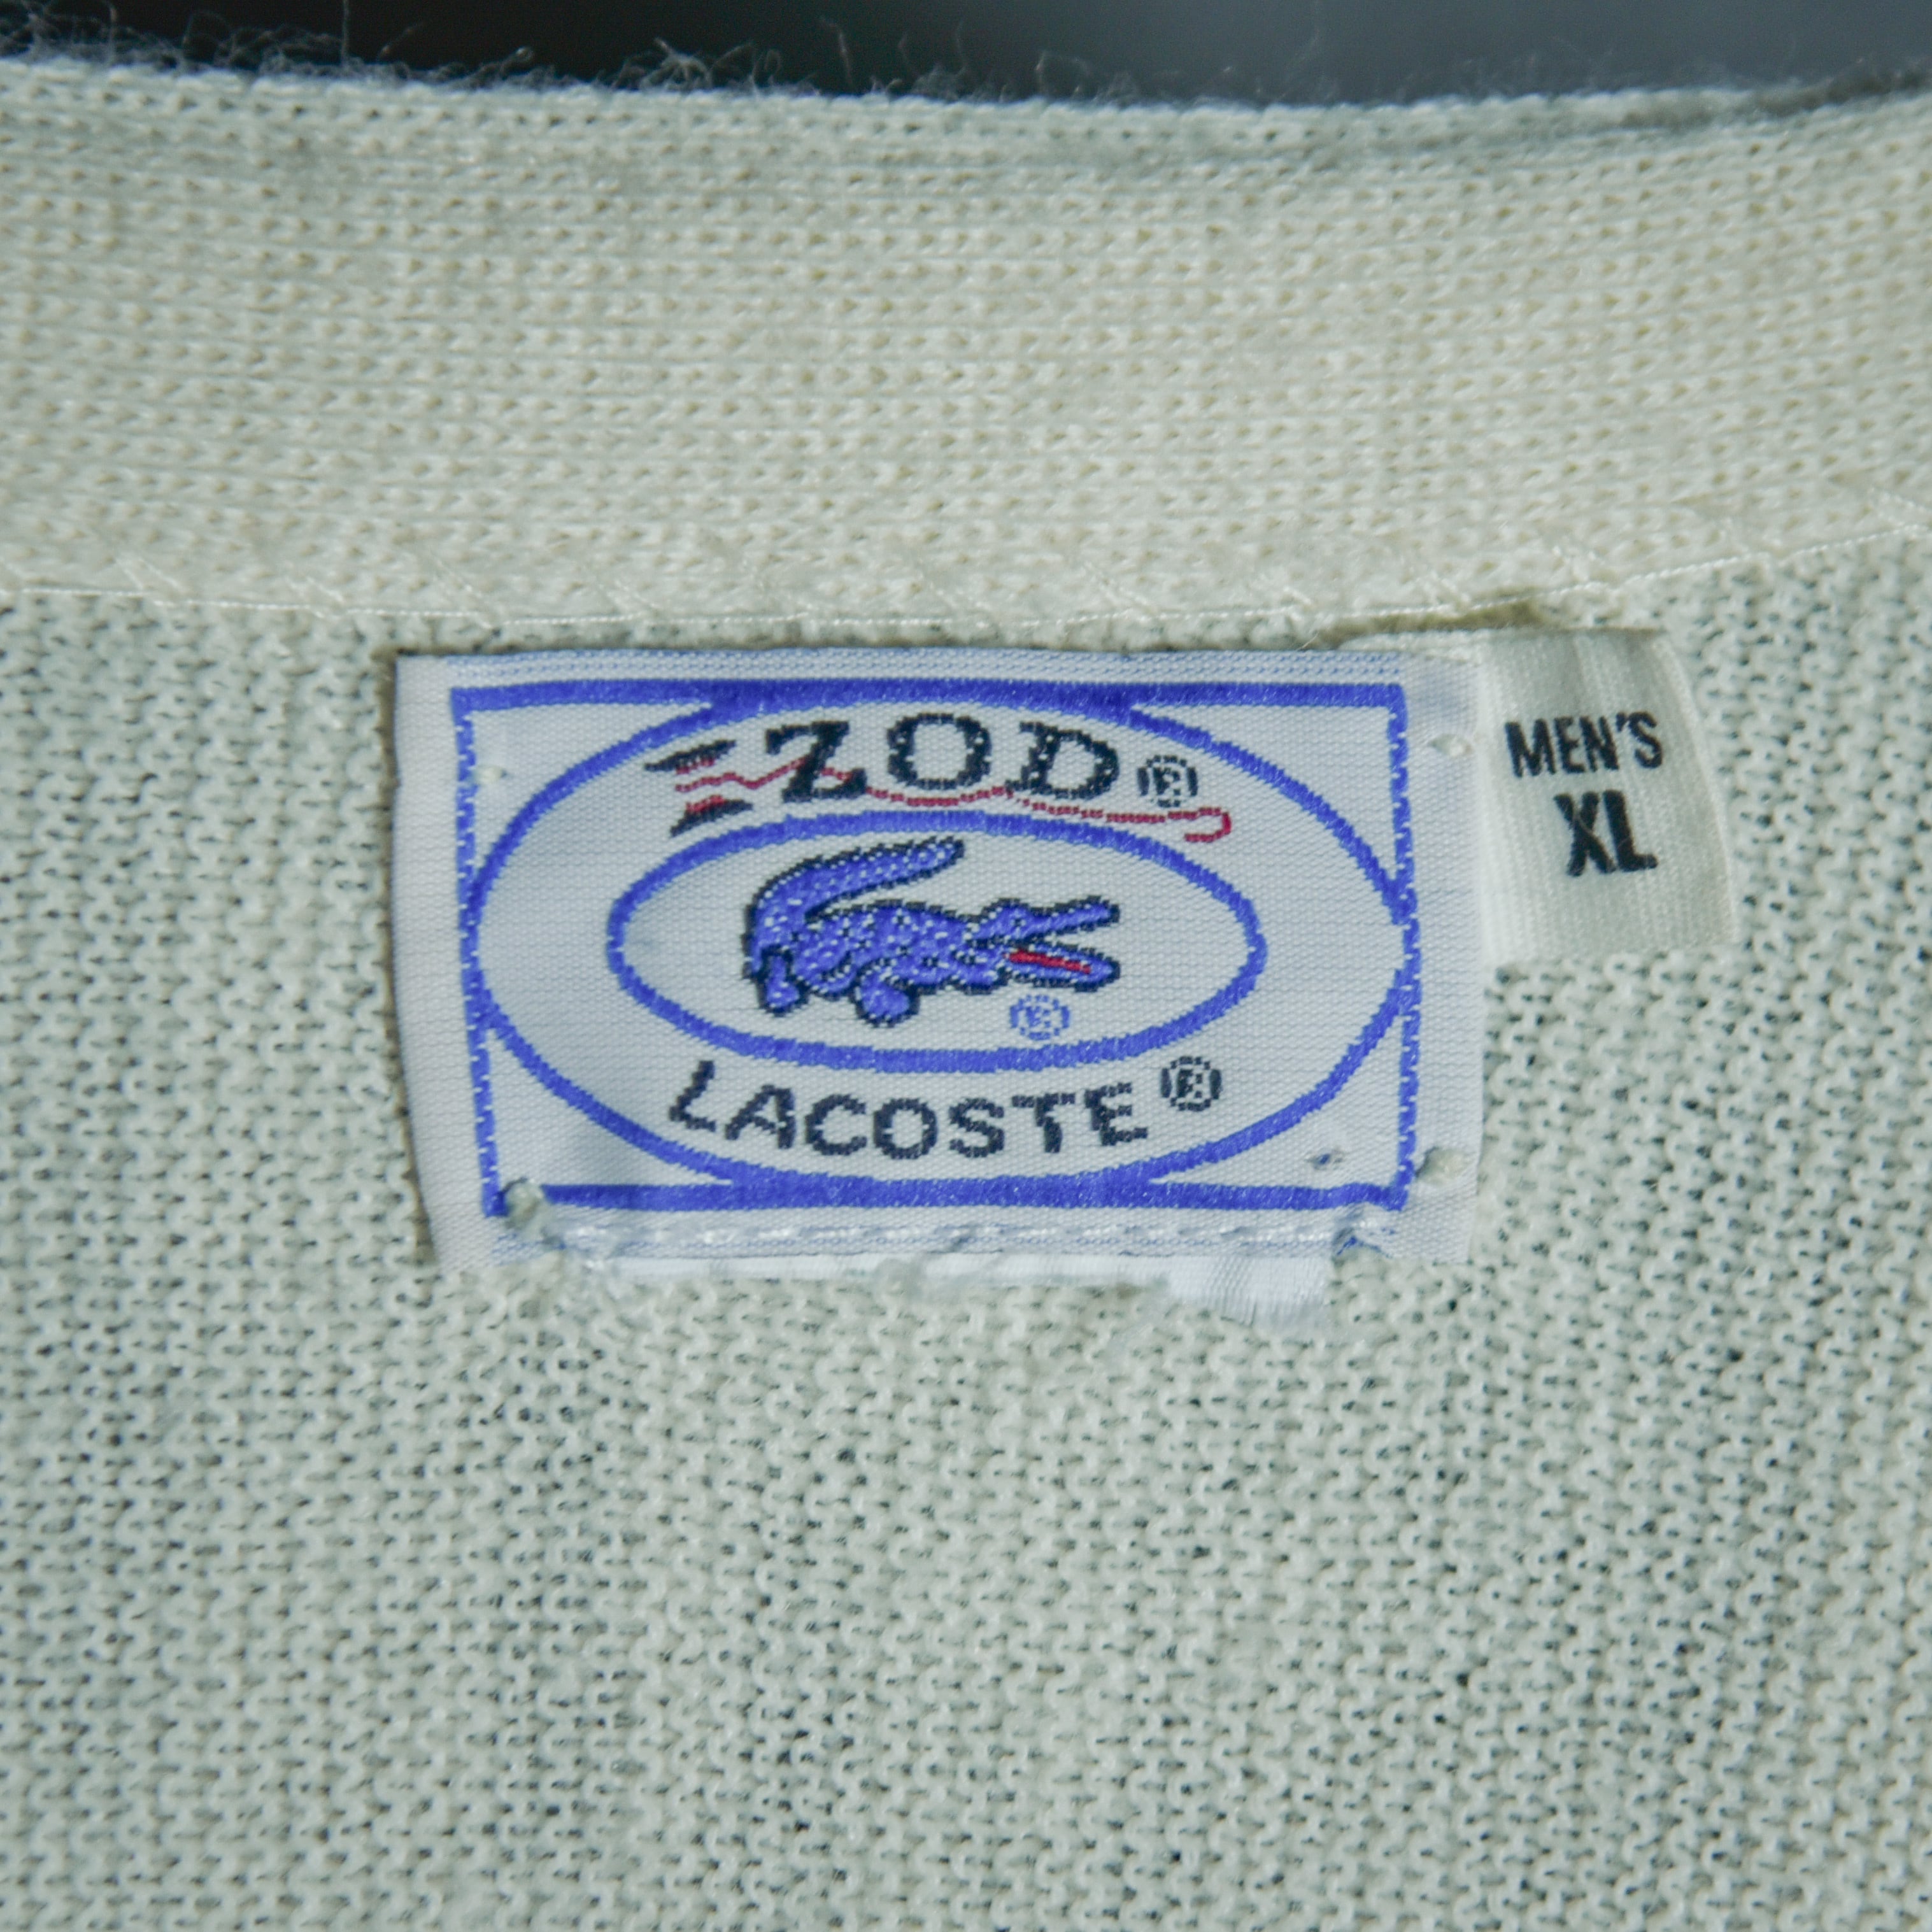 IZOD®
®
LACOSTE®
MEN'S
XL